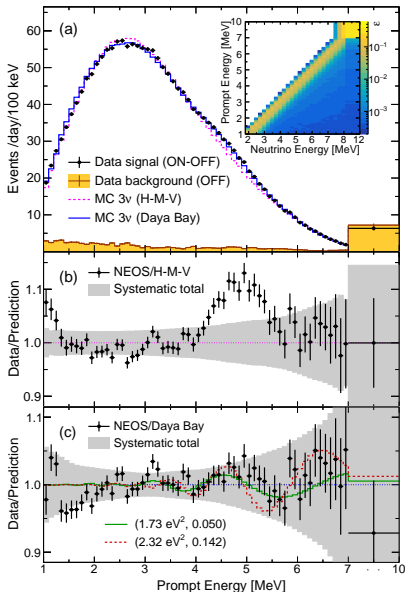 (a)
Events /day/100 keV
60
50
40
30
20
10
Prompt Energy [MeV]
10
7
6
5
4
3
2
1
2 3 4 5 6 7 8 12
Neutrino Energy [MeV]
ε
10⁻¹
10⁻²
10⁻³
Data signal (ON-OFF)
Data background (OFF)
MC 3ν (H-M-V)
MC 3ν (Daya Bay)
(b)
Data/Prediction
1.1
1.0
0.9
NEOS/H-M-V
Systematic total
(c)
Data/Prediction
1.1
1.0
0.9
NEOS/Daya Bay
Systematic total
(1.73 eV², 0.050)
(2.32 eV², 0.142)
1 2 3 4 5 6 7 10
Prompt Energy [MeV]